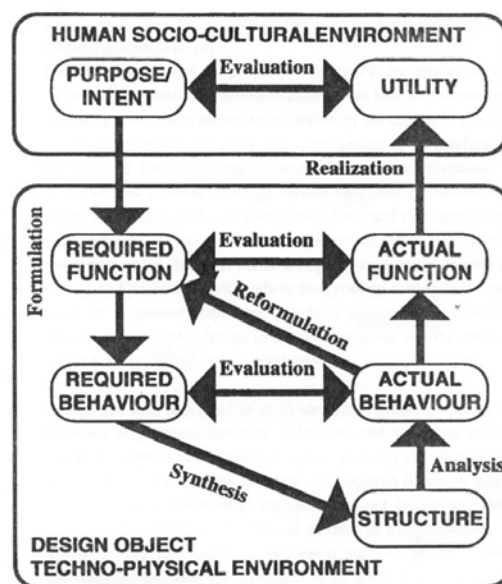 HUMAN SOCIO-CULTURALENVIRONMENT
PURPOSE/
INTENT
Evaluation
UTILITY
Realization
Formulation
REQUIRED
FUNCTION
Evaluation
ACTUAL
FUNCTION
Reformulation
REQUIRED
BEHAVIOUR
Evaluation
ACTUAL
BEHAVIOUR
Synthesis
Analysis
STRUCTURE
DESIGN OBJECT
TECHNO-PHYSICAL ENVIRONMENT